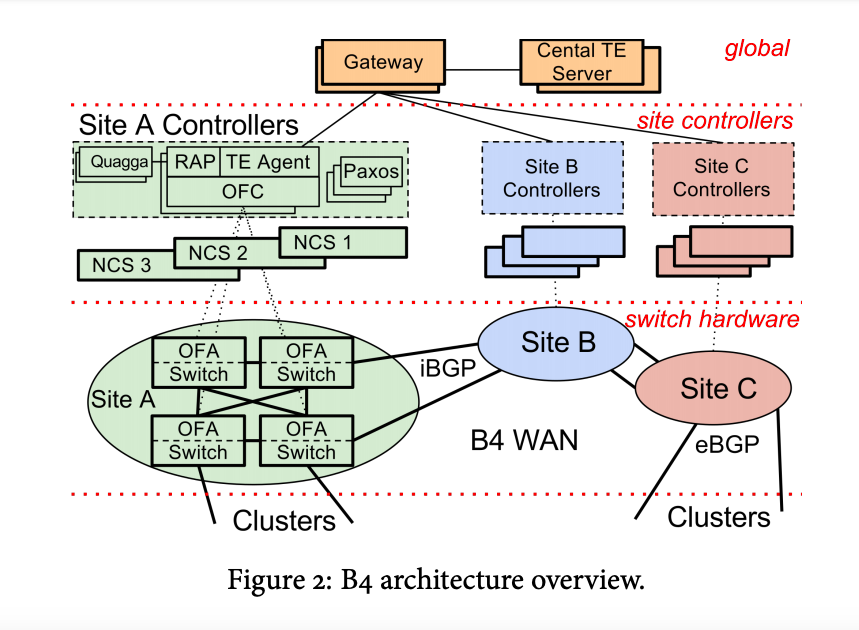 global
Gateway
Cental TE
Server
site controllers
Site A Controllers
Quagga
RAP
TE Agent
OFC
Paxos
Site B
Controllers
Site C
Controllers
NCS 1
NCS 2
NCS 3
switch hardware
OFA
Switch
OFA
Switch
Site A
OFA
Switch
OFA
Switch
iBGP
Site B
Site C
B4 WAN
eBGP
Clusters
Clusters
Figure 2: B4 architecture overview.